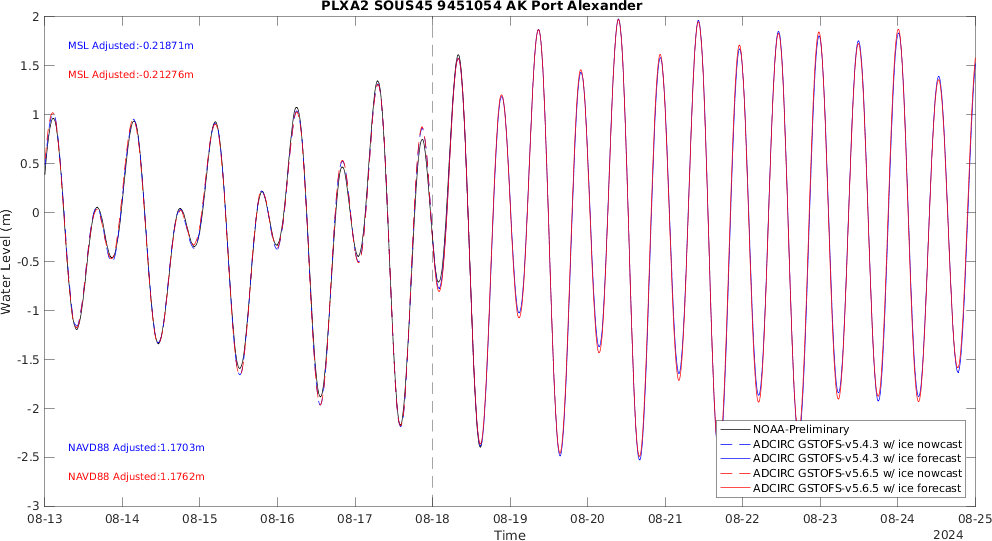 PLXA2 SOUS45 9451054 AK Port Alexander
2
1.5
1
0.5
0
-0.5
-1
-1.5
-2
-2.5
-3
Water Level (m)
MSL Adjusted:-0.21871m
MSL Adjusted:-0.21276m
NAVD88 Adjusted:1.1703m
NAVD88 Adjusted:1.1762m
NOAA-Preliminary
ADCIRC GSTOFS-v5.4.3 w/ ice nowcast
ADCIRC GSTOFS-v5.4.3 w/ ice forecast
ADCIRC GSTOFS-v5.6.5 w/ ice nowcast
ADCIRC GSTOFS-v5.6.5 w/ ice forecast
08-13 08-14 08-15 08-16 08-17 08-18 08-19 08-20 08-21 08-22 08-23 08-24 08-25
Time
2024